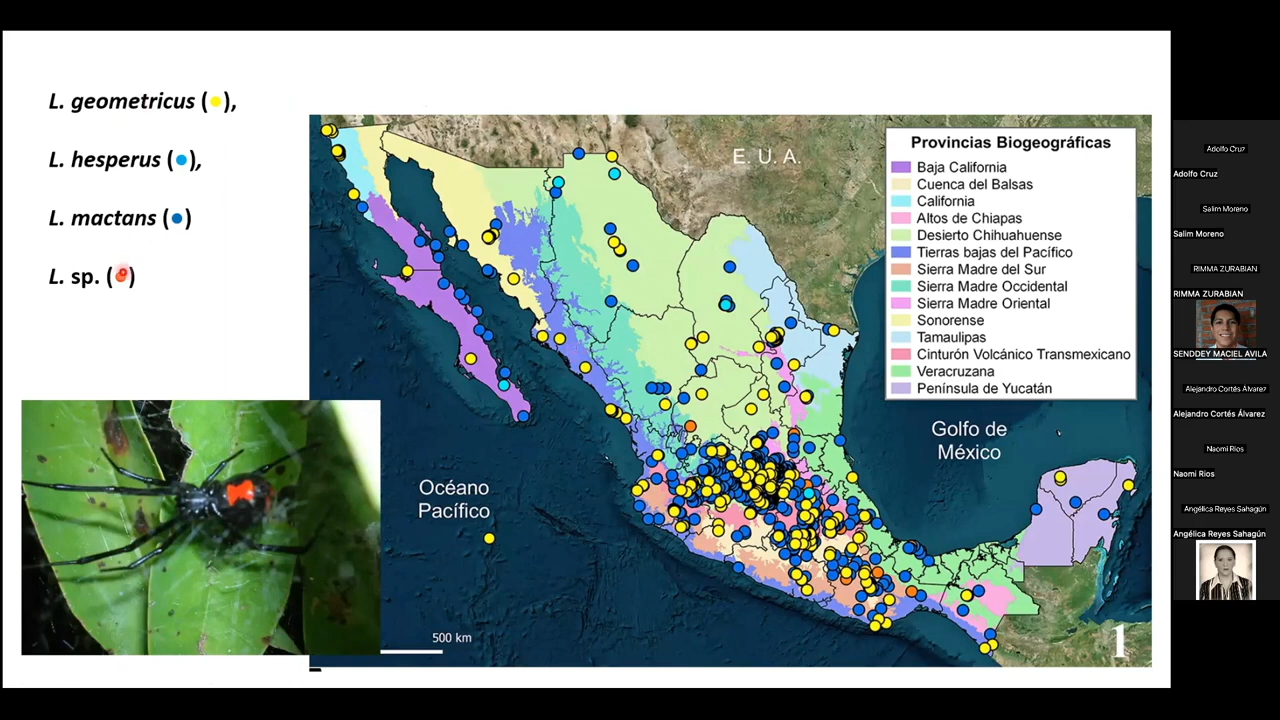 L. geometricus (●),
L. hesperus (●),
L. mactans (●)
L. sp. (●)
E. U. A.
Provincias Biogeográficas
Baja California
Cuenca del Balsas
California
Altos de Chiapas
Desierto Chihuahuense
Tierras bajas del Pacífico
Sierra Madre del Sur
Sierra Madre Occidental
Sierra Madre Oriental
Sonorense
Tamaulipas
Cinturón Volcánico Transmexicano
Veracruzana
Península de Yucatán
Golfo de
México
Océano
Pacífico
500 km
1
Adolfo Cruz
Adolfo Cruz
Salim Moreno
Salim Moreno
RIMMA ZURABIAN
RIMMA ZURABIAN
SENDDEY MACIEL AVILA
Alejandro Cortés Álvarez
Alejandro Cortés Álvarez
Naomi Rios
Naomi Rios
Angélica Reyes Sahagún
Angélica Reyes Sahagún